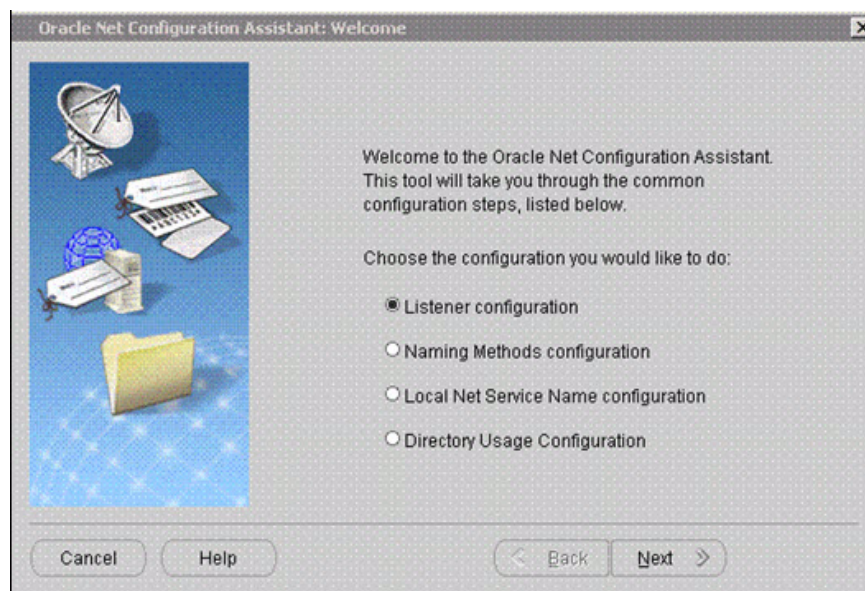 Oracle Net Configuration Assistant: Welcome
Welcome to the Oracle Net Configuration Assistant.
This tool will take you through the common
configuration steps, listed below.
Choose the configuration you would like to do:
Listener configuration
Naming Methods configuration
Local Net Service Name configuration
Directory Usage Configuration
Cancel
Help
Back
Next